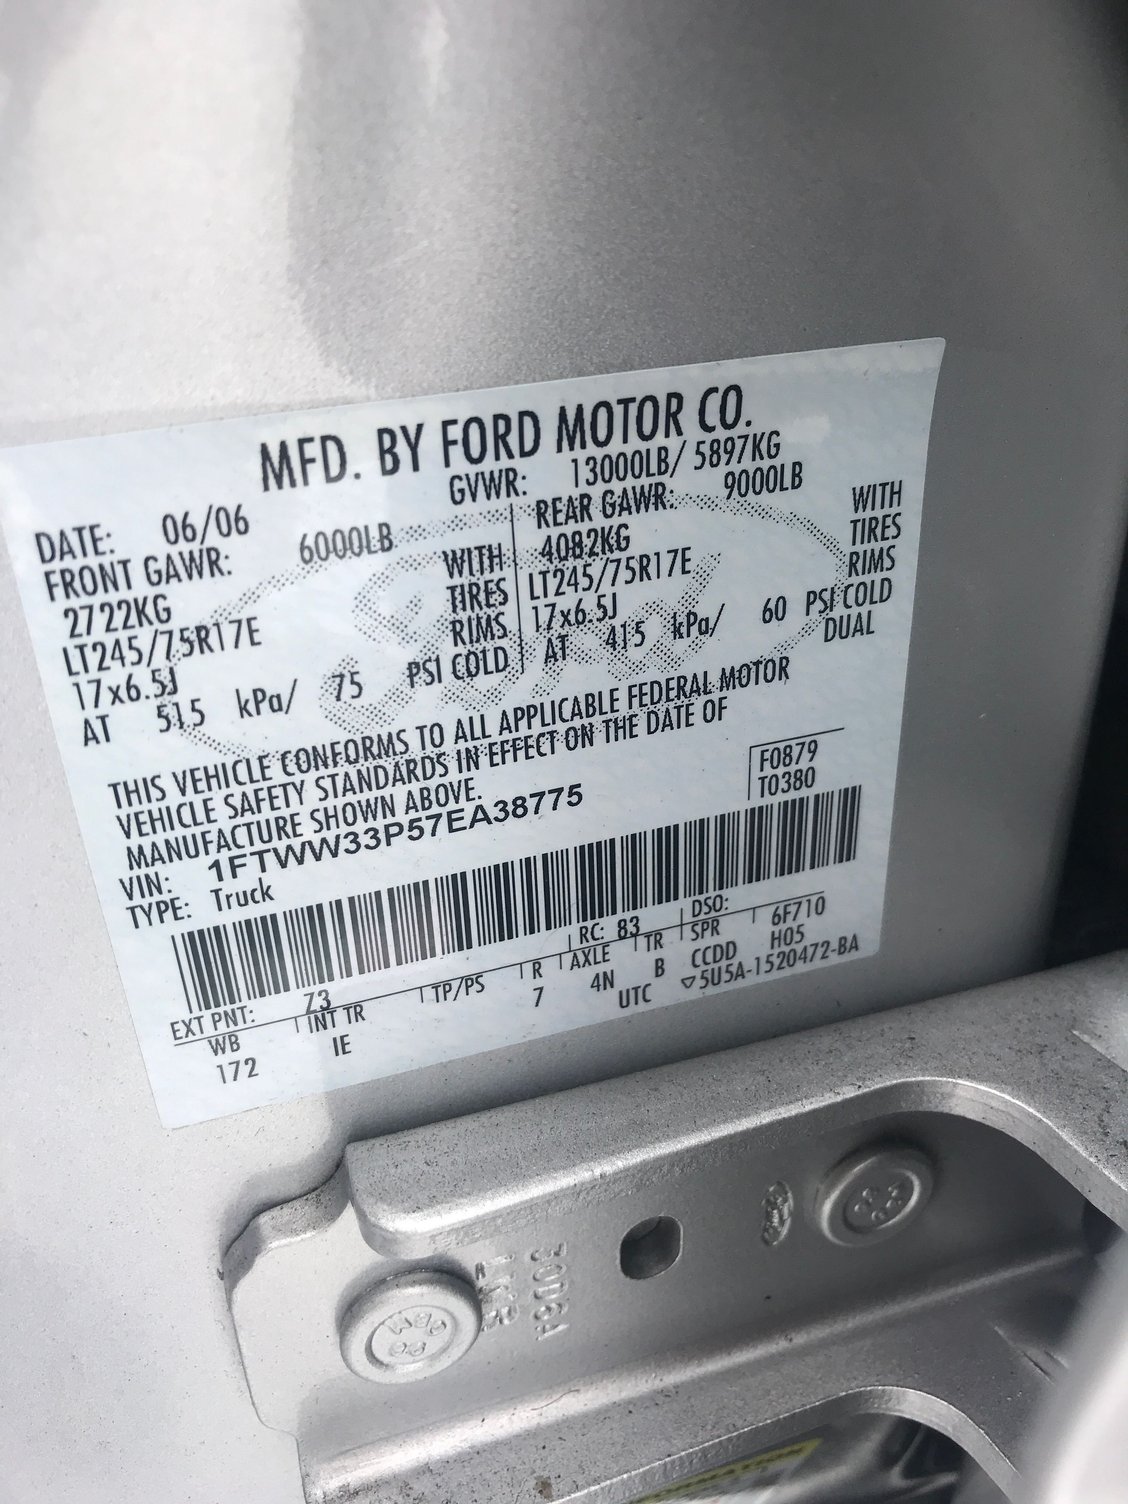 MFD. BY FORD MOTOR CO.
DATE: 06/06 GVWR: 13000LB/ 5897KG
FRONT GAWR: 6000LB REAR GAWR: 9000LB
2722KG WITH 4082KG WITH
LT245/75R17E TIRES LT245/75R17E TIRES
17x6.5J RIMS 17x6.5J RIMS
AT 515 kPa/ 75 PSI COLD AT 415 kPa/ 60 PSI COLD
DUAL
THIS VEHICLE CONFORMS TO ALL APPLICABLE FEDERAL MOTOR
VEHICLE SAFETY STANDARDS IN EFFECT ON THE DATE OF
MANUFACTURE SHOWN ABOVE.
VIN: 1FTWW33P57EA38775
F0879
T0380
TYPE: Truck
EXT PNT: Z3 RC: 83 DSO:
WB INT TR TP/PS R AXLE TR SPR 6F710
172 IE 7 4N B CCDD H05
UTC ▽5U5A-1520472-BA